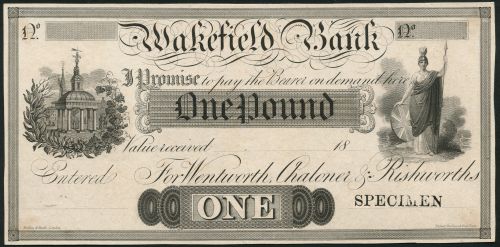 No. Wakefield Bank No.
I Promise to pay the Bearer on demand here
One Pound
Value received 18
Entered For Wentworth, Chaloner & Rishworths
ONE
SPECIMEN